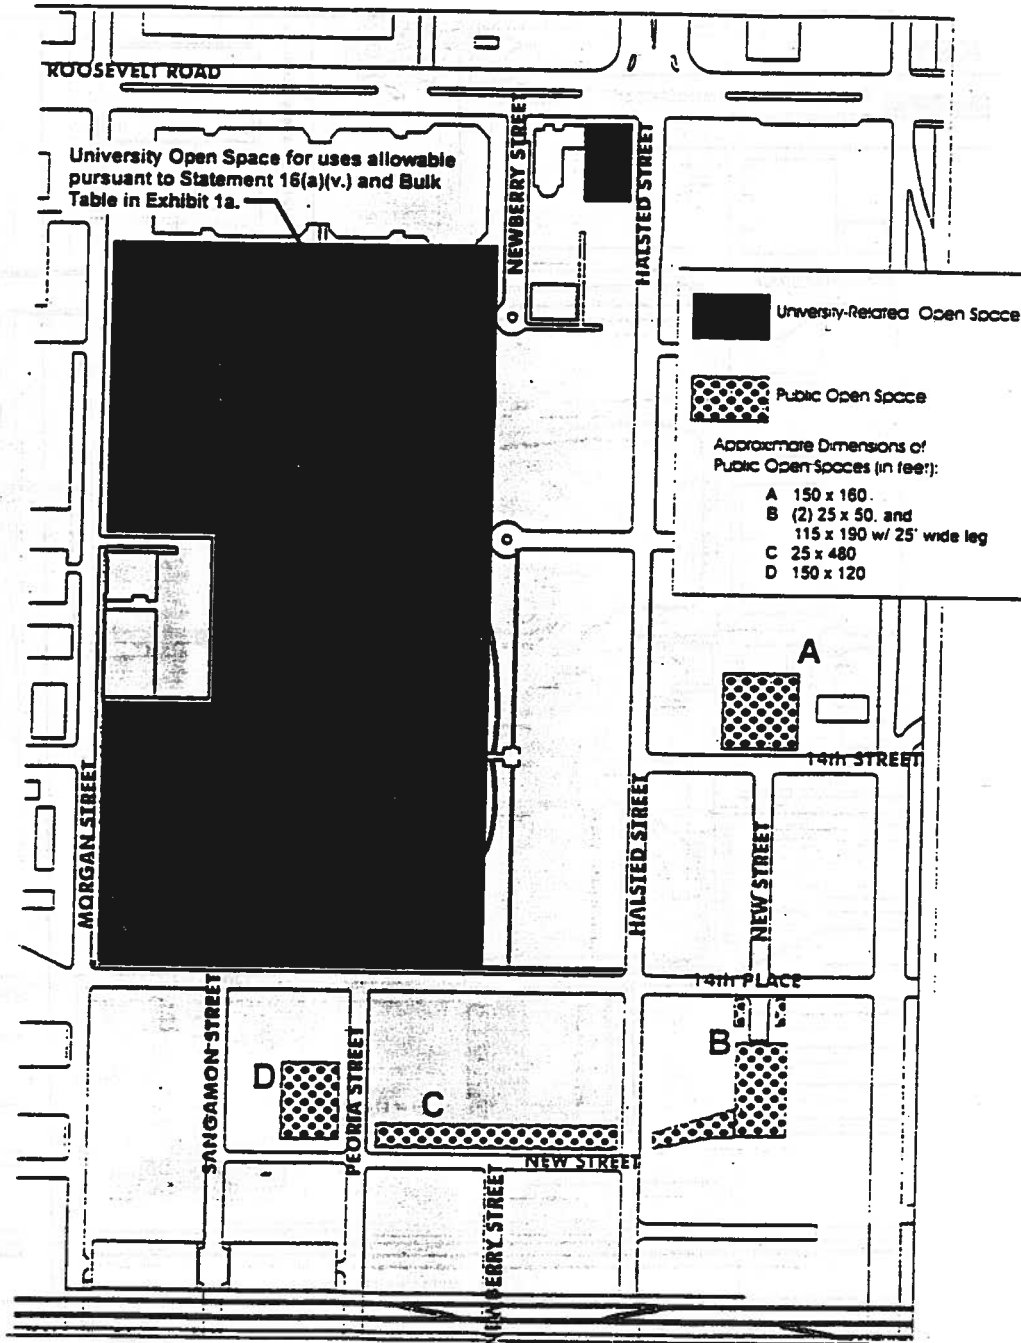 ROOSEVELT ROAD
University Open Space for uses allowable
pursuant to Statement 16(a)(v.) and Bulk
Table in Exhibit 1a.
NEWBERRY STREET
HALSTED STREET
University-Related Open Space
Public Open Space
Approximate Dimensions of
Public Open Spaces (in feet):
A 150 x 160.
B (2) 25 x 50. and
115 x 190 w/ 25' wide leg
C 25 x 480
D 150 x 120
A
14th STREET
MORGAN STREET
HALSTED STREET
NEW STREET
14th PLACE
SANGAMON STREET
PEORIA STREET
B
D
C
NEW STREET
NEWBERRY STREET